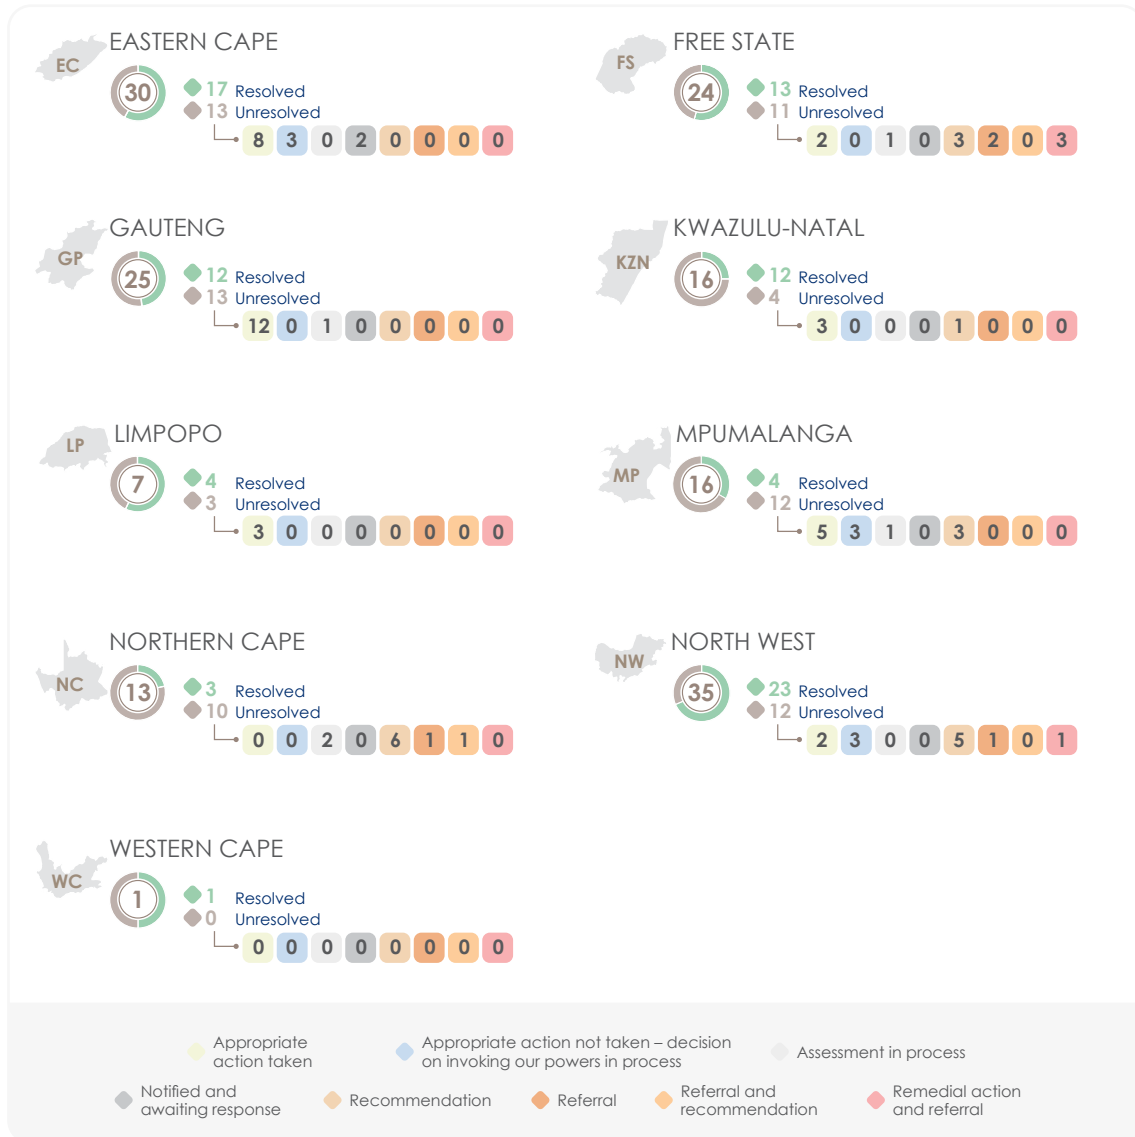 EASTERN CAPE
EC
30
17 Resolved
13 Unresolved
8 3 0 2 0 0 0 0
FREE STATE
FS
24
13 Resolved
11 Unresolved
2 0 1 0 3 2 0 3
GAUTENG
GP
25
12 Resolved
13 Unresolved
12 0 1 0 0 0 0 0
KWAZULU-NATAL
KZN
16
12 Resolved
4 Unresolved
3 0 0 0 1 0 0 0
LIMPOPO
LP
7
4 Resolved
3 Unresolved
3 0 0 0 0 0 0 0
MPUMALANGA
MP
16
4 Resolved
12 Unresolved
5 3 1 0 3 0 0 0
NORTHERN CAPE
NC
13
3 Resolved
10 Unresolved
0 0 2 0 6 1 1 0
NORTH WEST
NW
35
23 Resolved
12 Unresolved
2 3 0 0 5 1 0 1
WESTERN CAPE
WC
1
1 Resolved
0 Unresolved
0 0 0 0 0 0 0 0
Appropriate
action taken
Appropriate action not taken – decision
on invoking our powers in process
Assessment in process
Notified and
awaiting response
Recommendation
Referral
Referral and
recommendation
Remedial action
and referral